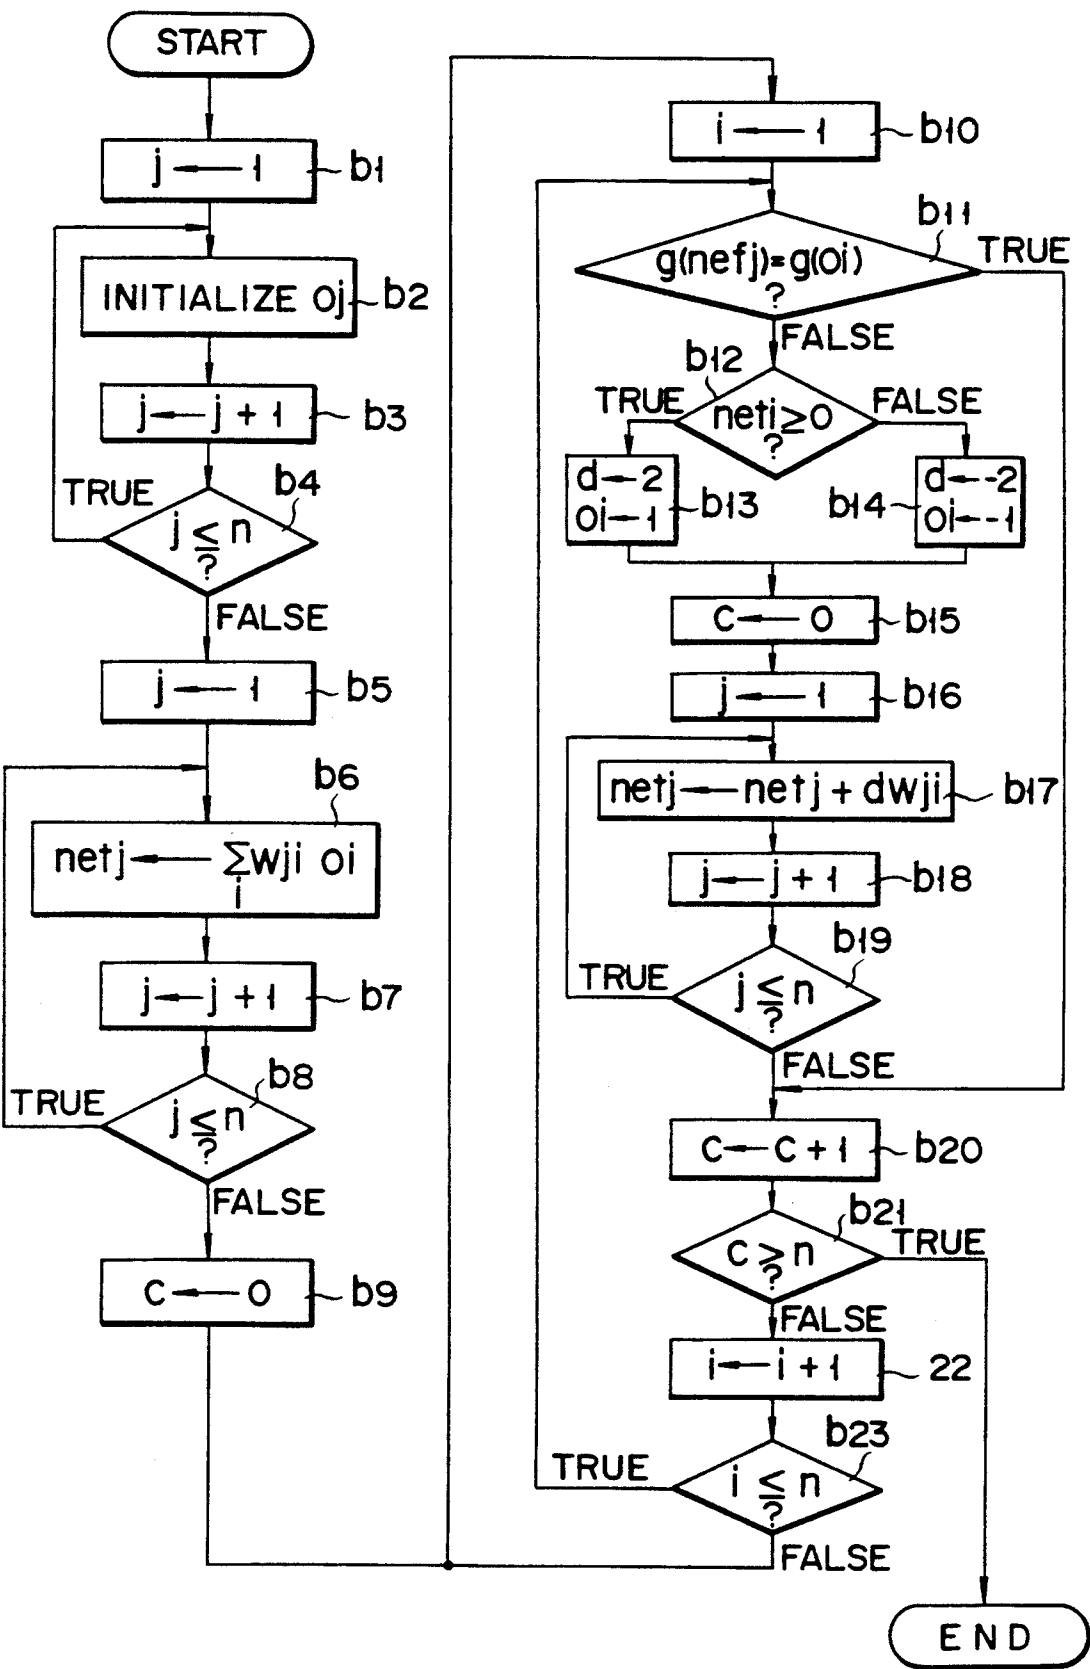 START
j ← 1 b1
INITIALIZE Oj b2
j ← j + 1 b3
b4
TRUE
j ≦ n
?
FALSE
j ← 1 b5
b6
netj ← ∑ wji oi
i
j ← j + 1 b7
b8
TRUE
j ≦ n
?
FALSE
c ← 0 b9
i ← 1 b10
b11
TRUE
g(nefj)=g(oi)
?
FALSE
b12
TRUE
FALSE
neti ≥ 0
?
d ← 2
oi ← 1
b13
b14
d ← -2
oi ← -1
c ← 0 b15
j ← 1 b16
netj ← netj + dwji b17
j ← j + 1 b18
b19
TRUE
j ≦ n
?
FALSE
c ← c + 1 b20
b21
TRUE
c ≥ n
?
FALSE
i ← i + 1 22
b23
TRUE
i ≦ n
?
FALSE
END